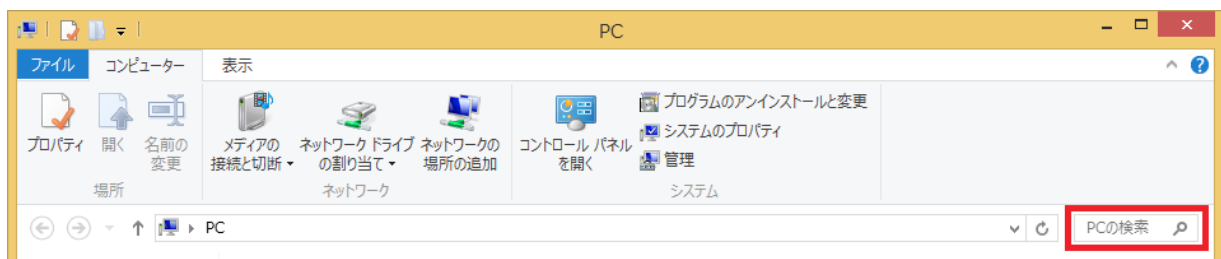 PC
ファイル コンピューター 表示
プロパティ 開く 名前の変更
場所
メディアの接続と切断 ネットワーク ドライブの割り当て ネットワークの場所の追加
ネットワーク
コントロール パネルを開く
プログラムのアンインストールと変更
システムのプロパティ
管理
システム
PC
PCの検索